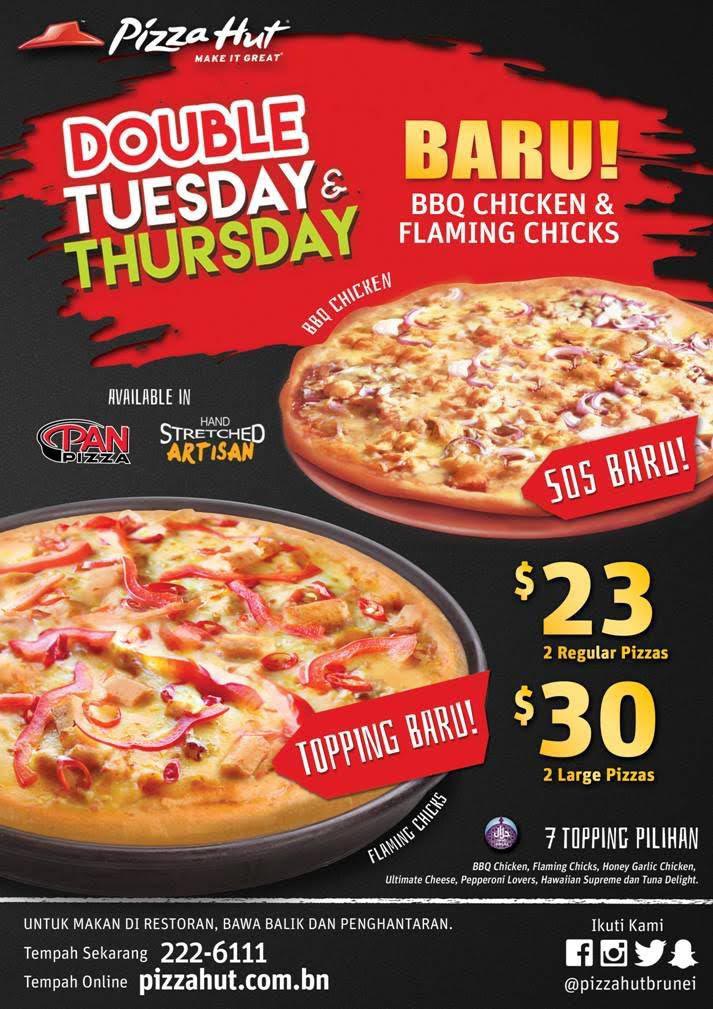 Pizza Hut
MAKE IT GREAT
DOUBLE
TUESDAY &
THURSDAY
BARU!
BBQ CHICKEN &
FLAMING CHICKS
BBQ CHICKEN
AVAILABLE IN
PAN
PIZZA
HAND
STRETCHED
ARTISAN
SOS BARU!
$23
2 Regular Pizzas
$30
2 Large Pizzas
TOPPING BARU!
FLAMING CHICKS
7 TOPPING PILIHAN
BBQ Chicken, Flaming Chicks, Honey Garlic Chicken,
Ultimate Cheese, Pepperoni Lovers, Hawaiian Supreme dan Tuna Delight.
UNTUK MAKAN DI RESTORAN, BAWA BALIK DAN PENGHANTARAN.
Tempah Sekarang 222-6111
Tempah Online pizzahut.com.bn
Ikuti Kami
@pizzahutbrunei